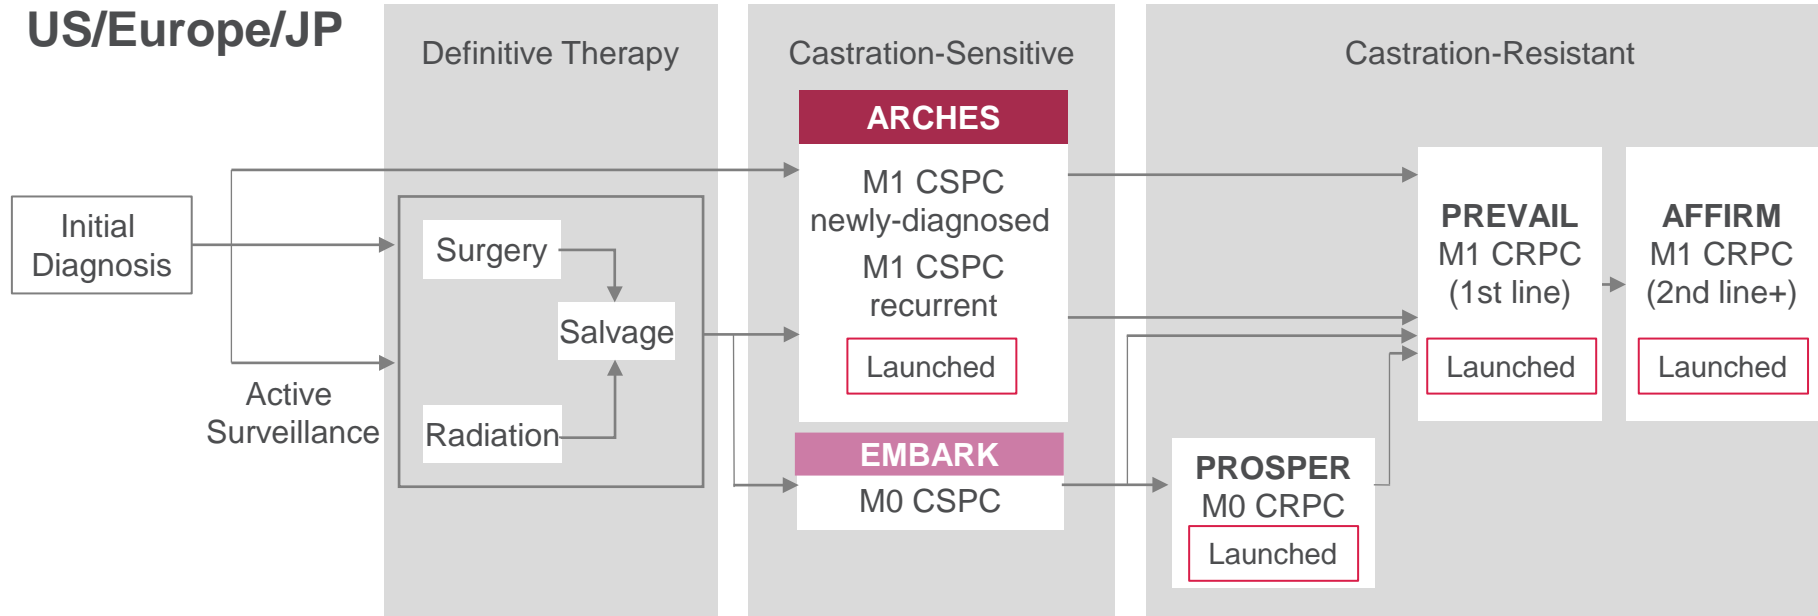 US/Europe/JP
Definitive Therapy
Castration-Sensitive
Castration-Resistant
Initial
Diagnosis
Active
Surveillance
Surgery
Salvage
Radiation
ARCHES
M1 CSPC
newly-diagnosed
M1 CSPC
recurrent
Launched
EMBARK
M0 CSPC
PROSPER
M0 CRPC
Launched
PREVAIL
M1 CRPC
(1st line)
Launched
AFFIRM
M1 CRPC
(2nd line+)
Launched